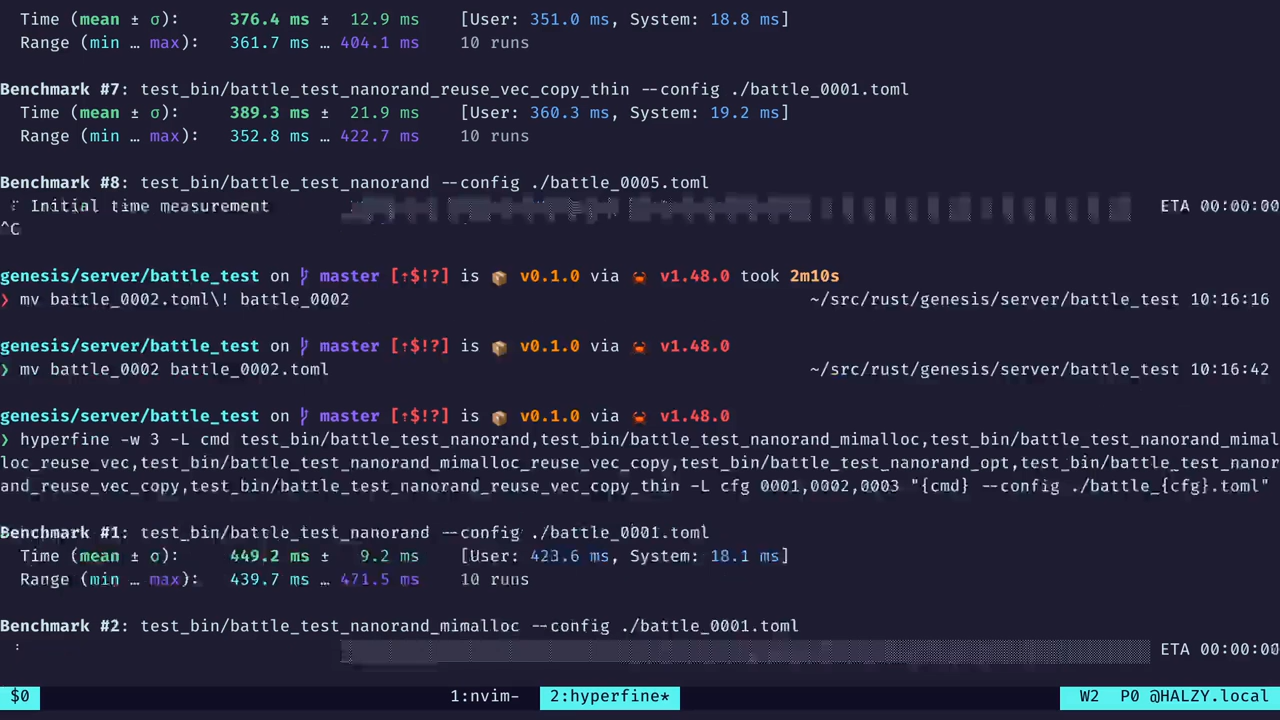 Time (mean ± σ): 376.4 ms ± 12.9 ms [User: 351.0 ms, System: 18.8 ms]
Range (min … max): 361.7 ms … 404.1 ms 10 runs
Benchmark #7: test_bin/battle_test_nanorand_reuse_vec_copy_thin --config ./battle_0001.toml
Time (mean ± σ): 389.3 ms ± 21.9 ms [User: 360.3 ms, System: 19.2 ms]
Range (min … max): 352.8 ms … 422.7 ms 10 runs
Benchmark #8: test_bin/battle_test_nanorand --config ./battle_0005.toml
Initial time measurement ETA 00:00:00
^C
genesis/server/battle_test on master [↑$!?] is 📦 v0.1.0 via 🦀 v1.48.0 took 2m10s
❯ mv battle_0002.toml\! battle_0002 ~/src/rust/genesis/server/battle_test 10:16:16
genesis/server/battle_test on master [↑$!?] is 📦 v0.1.0 via 🦀 v1.48.0
❯ mv battle_0002 battle_0002.toml ~/src/rust/genesis/server/battle_test 10:16:42
genesis/server/battle_test on master [↑$!?] is 📦 v0.1.0 via 🦀 v1.48.0
❯ hyperfine -w 3 -L cmd test_bin/battle_test_nanorand,test_bin/battle_test_nanorand_mimalloc,test_bin/battle_test_nanorand_mimal
loc_reuse_vec,test_bin/battle_test_nanorand_mimalloc_reuse_vec_copy,test_bin/battle_test_nanorand_opt,test_bin/battle_test_nanor
and_reuse_vec_copy,test_bin/battle_test_nanorand_reuse_vec_copy_thin -L cfg 0001,0002,0003 "{cmd} --config ./battle_{cfg}.toml"
Benchmark #1: test_bin/battle_test_nanorand --config ./battle_0001.toml
Time (mean ± σ): 449.2 ms ± 9.2 ms [User: 423.6 ms, System: 18.1 ms]
Range (min … max): 439.7 ms … 471.5 ms 10 runs
Benchmark #2: test_bin/battle_test_nanorand_mimalloc --config ./battle_0001.toml
ETA 00:00:00
$0 1:nvim- 2:hyperfine* W2 P0 @HALZY.local